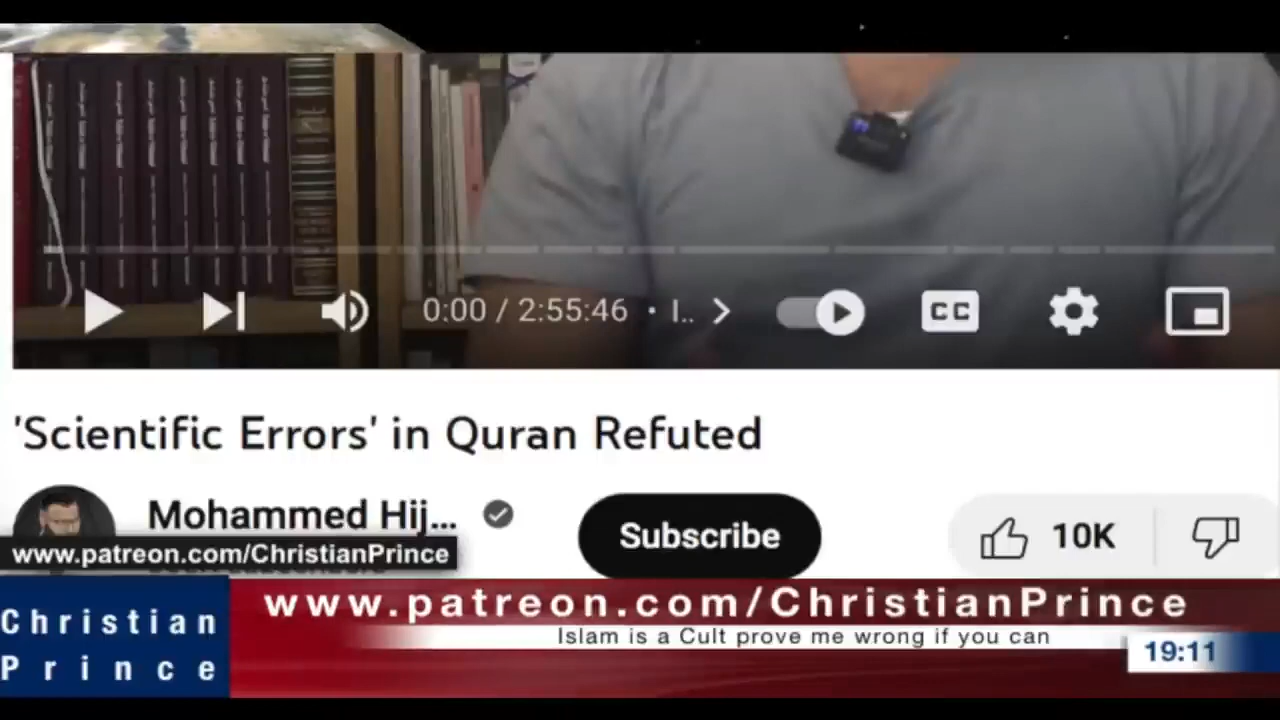 0:00 / 2:55:46 • I..
CC
'Scientific Errors' in Quran Refuted
Mohammed Hij...
Subscribe
10K
www.patreon.com/ChristianPrince
Christian
Prince
www.patreon.com/ChristianPrince
Islam is a Cult prove me wrong if you can
19:11